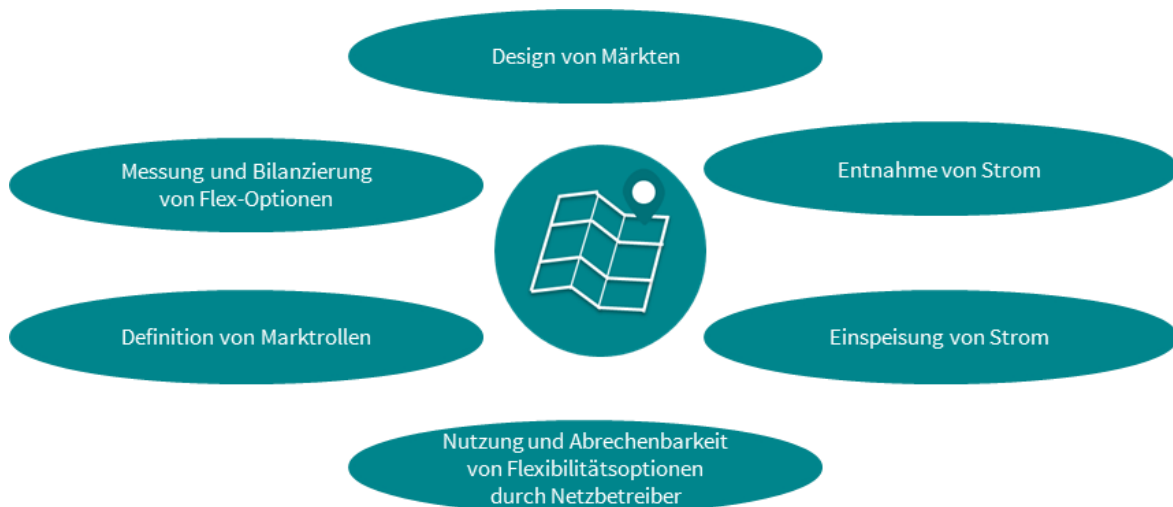 Design von Märkten
Messung und Bilanzierung
von Flex-Optionen
Entnahme von Strom
Definition von Marktrollen
Einspeisung von Strom
Nutzung und Abrechenbarkeit
von Flexibilitätsoptionen
durch Netzbetreiber